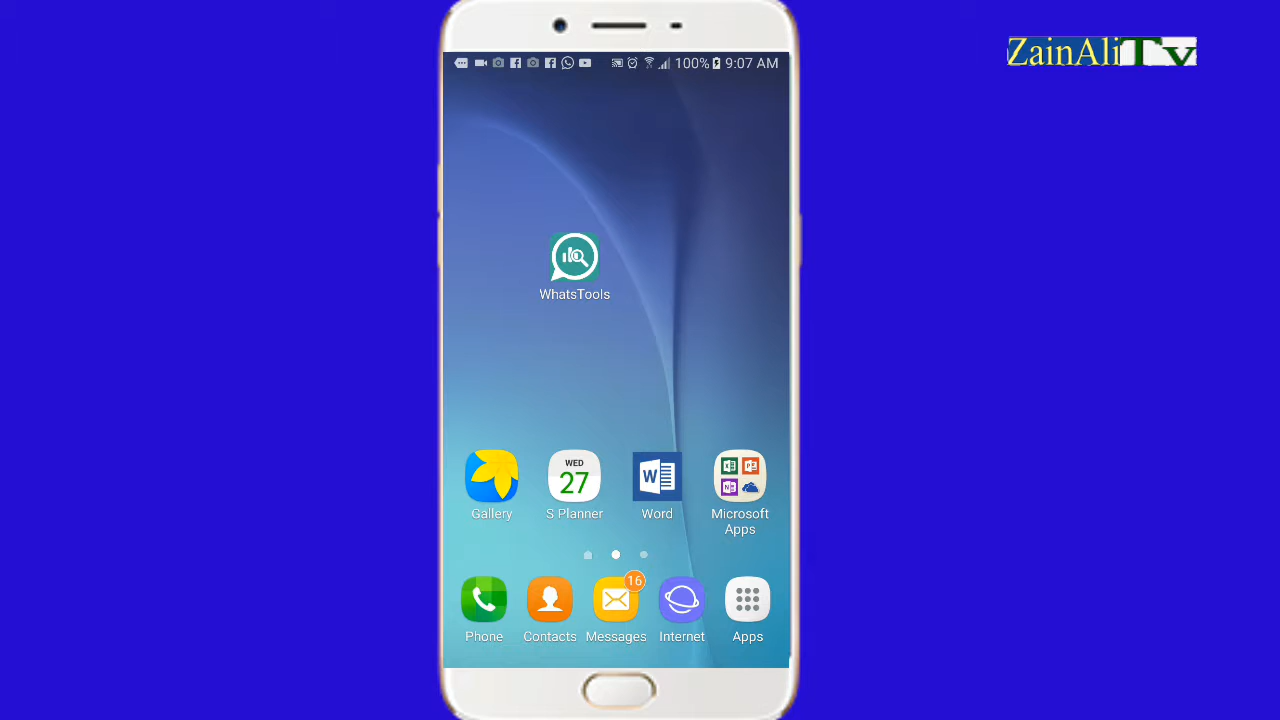 ZainAliTv
100% 9:07 AM
WhatsTools
WED
27
Gallery
S Planner
Word
Microsoft
Apps
16
Phone
Contacts
Messages
Internet
Apps